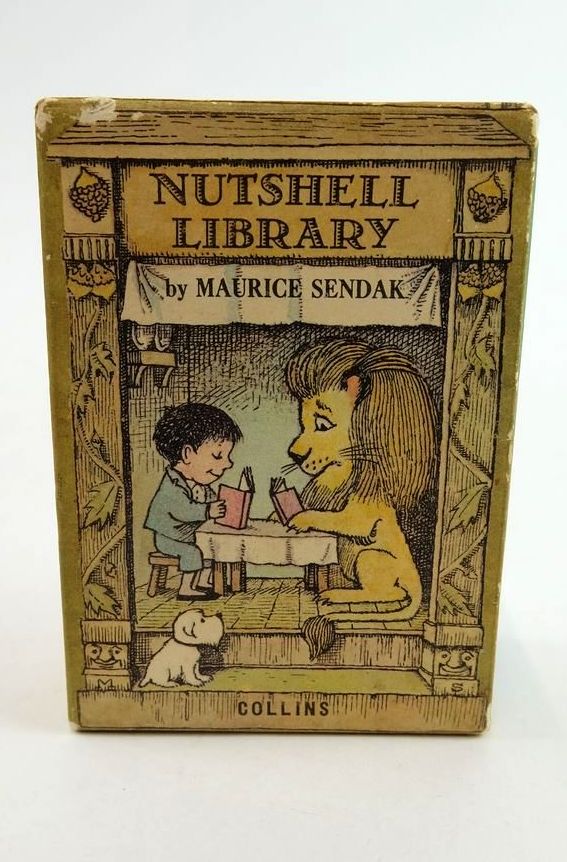 NUTSHELL
LIBRARY
by MAURICE SENDAK
M
S
COLLINS